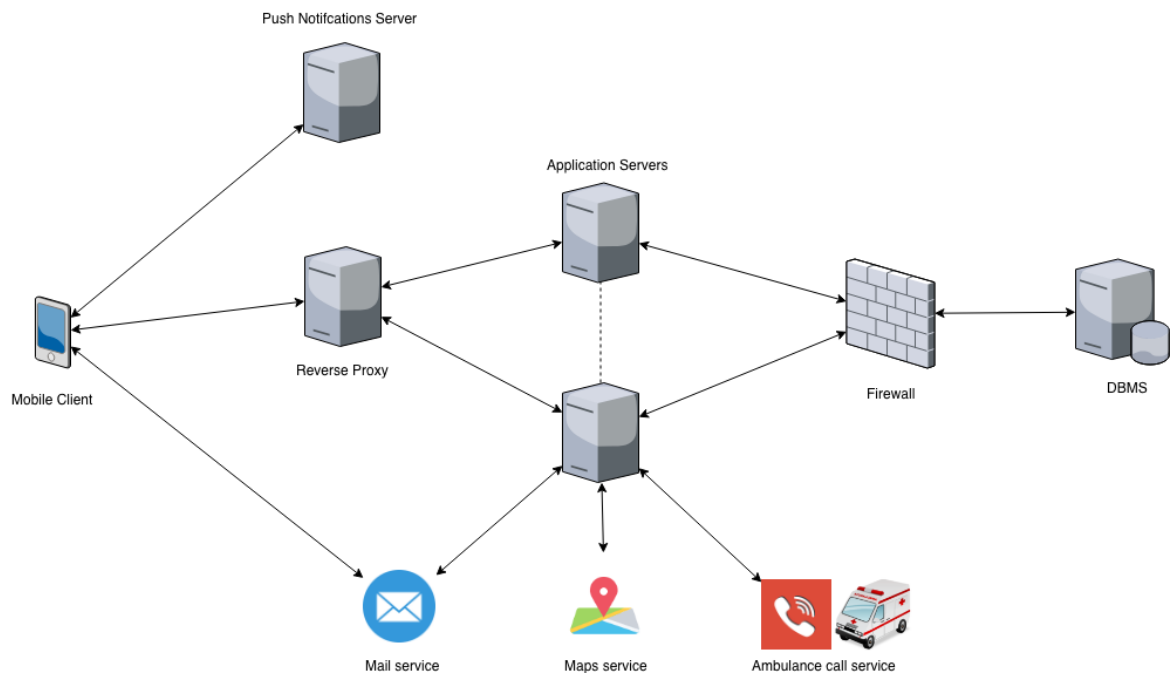 Push Notifcations Server
Application Servers
Reverse Proxy
Mobile Client
Firewall
DBMS
Mail service
Maps service
Ambulance call service